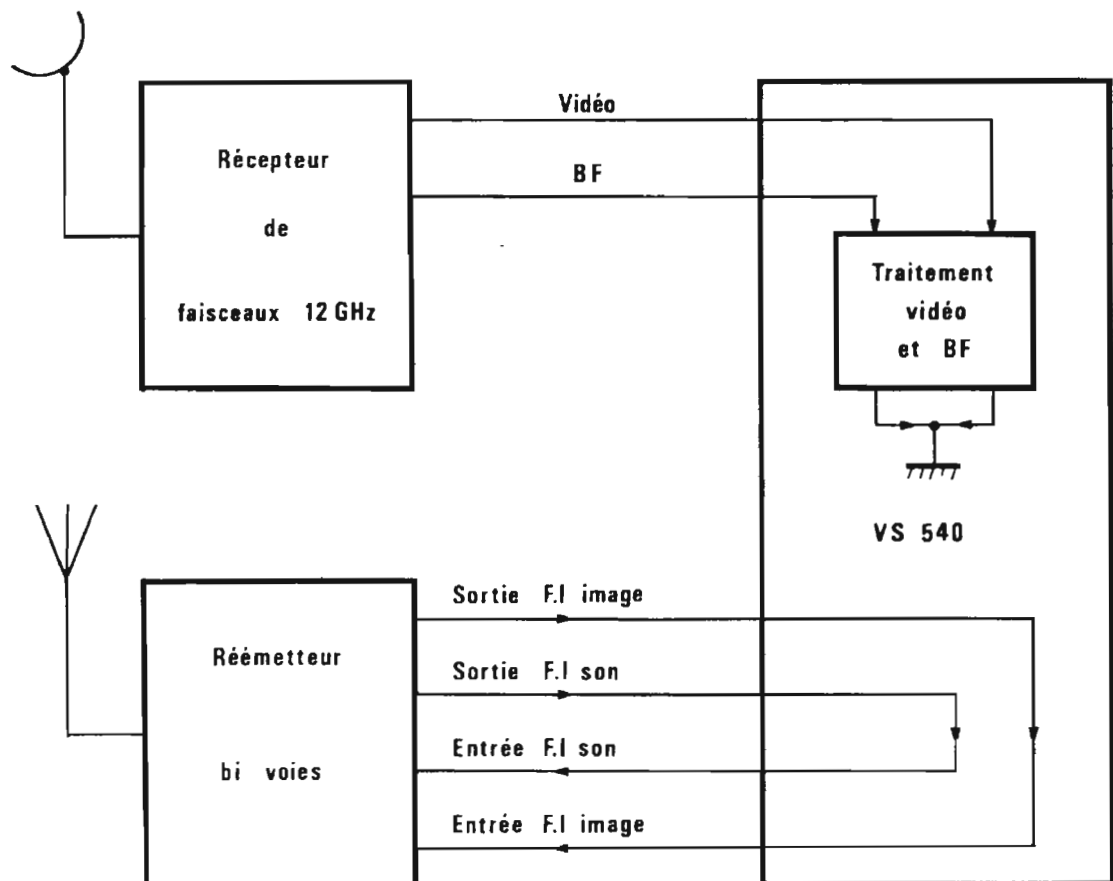 Vidéo
BF
Récepteur
de
faisceaux 12 GHz
Traitement
vidéo
et BF
VS 540
Sortie F.I image
Sortie F.I son
Entrée F.I son
Entrée F.I image
Réémetteur
bi voies